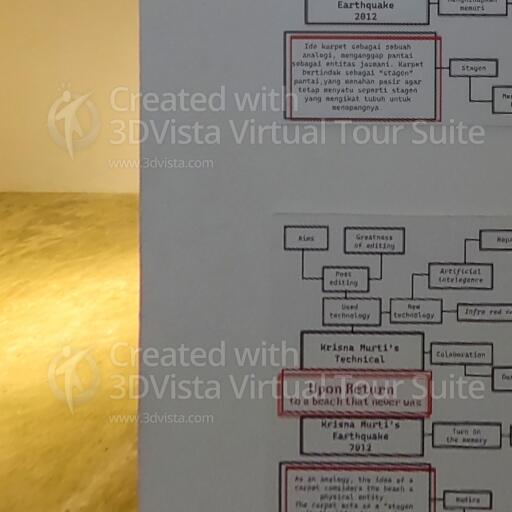 Earthquake
2012
menghidupkan
memori
Ide karpet sebagai sebuah
analogi, menganggap pantai
sebagai entitas jasmani. Karpet
bertindak sebagai "stagen"
pantai,yang menahan pasir agar
tetap menyatu seperti stagen
yang mengikat tubuh untuk
menopangnya.
Stagen
Created with
3DVista Virtual Tour Suite
www.3dvista.com
Aims
Greatness
of editing
Post
editing
Artificial
intelegence
Used
technology
New
technology
Infra red
Krisna Murti's
Technical
Colaboration
Upon Return
to a beach that never was
Created with
3DVista Virtual Tour Suite
www.3dvista.com
Krisna Murti's
Earthquake
2012
Turn on
the memory
As an analogy, the idea of a
carpet considers the beach a
physical entity.
The carpet acts as a "stagen